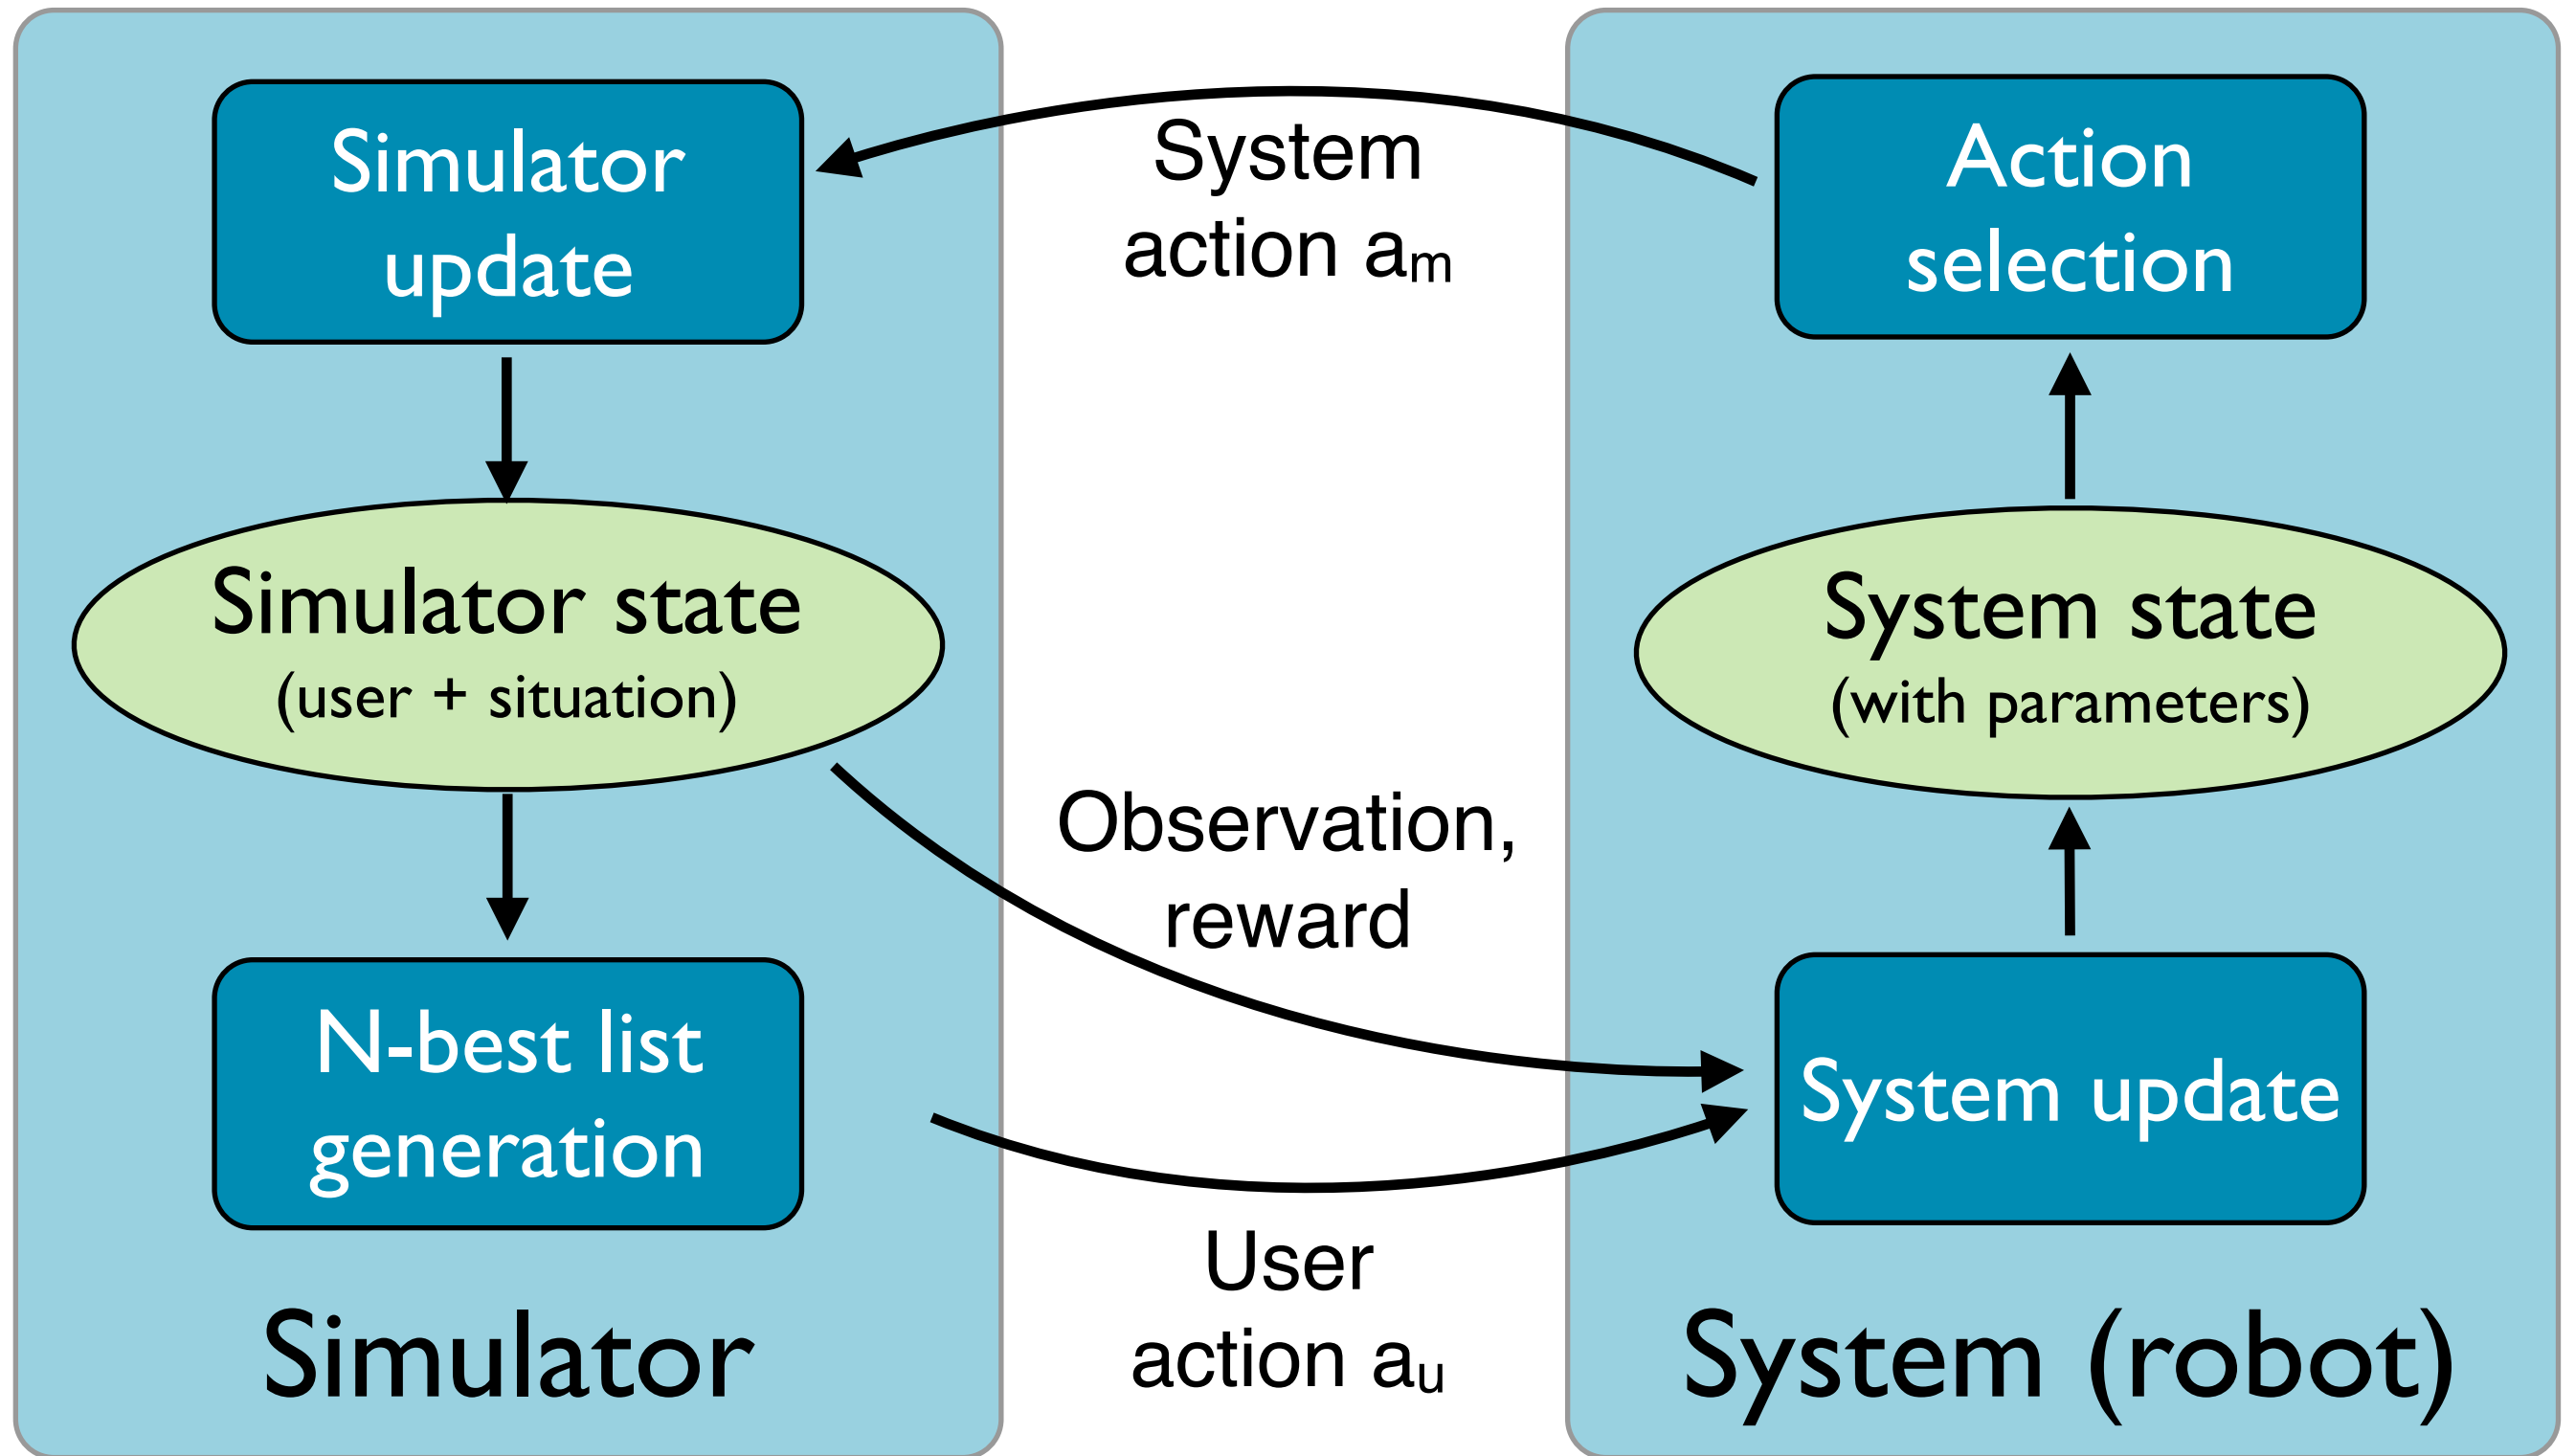 Simulator
update
Simulator state
(user + situation)
N-best list
generation
Simulator
System
action aₘ
Observation,
reward
User
action aᵤ
Action
selection
System state
(with parameters)
System update
System (robot)